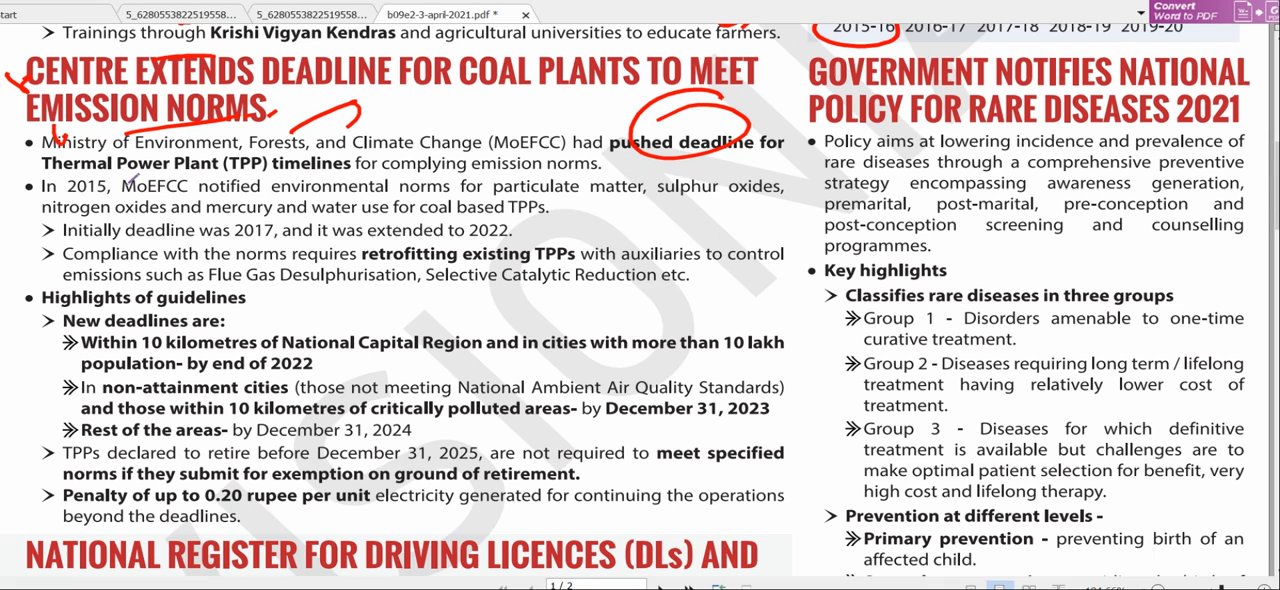 start
5_6280553822519558...
5_6280553822519558...
b09e2-3-april-2021.pdf *
Convert
Word to PDF
➤ Trainings through Krishi Vigyan Kendras and agricultural universities to educate farmers.
2015-16 2016-17 2017-18 2018-19 2019-20
CENTRE EXTENDS DEADLINE FOR COAL PLANTS TO MEET
EMISSION NORMS
• Ministry of Environment, Forests, and Climate Change (MoEFCC) had pushed deadline for
Thermal Power Plant (TPP) timelines for complying emission norms.
• In 2015, MoEFCC notified environmental norms for particulate matter, sulphur oxides,
nitrogen oxides and mercury and water use for coal based TPPs.
➤ Initially deadline was 2017, and it was extended to 2022.
➤ Compliance with the norms requires retrofitting existing TPPs with auxiliaries to control
emissions such as Flue Gas Desulphurisation, Selective Catalytic Reduction etc.
• Highlights of guidelines
➤ New deadlines are:
Within 10 kilometres of National Capital Region and in cities with more than 10 lakh
population- by end of 2022
In non-attainment cities (those not meeting National Ambient Air Quality Standards)
and those within 10 kilometres of critically polluted areas- by December 31, 2023
Rest of the areas- by December 31, 2024
➤ TPPs declared to retire before December 31, 2025, are not required to meet specified
norms if they submit for exemption on ground of retirement.
➤ Penalty of up to 0.20 rupee per unit electricity generated for continuing the operations
beyond the deadlines.
NATIONAL REGISTER FOR DRIVING LICENCES (DLs) AND
GOVERNMENT NOTIFIES NATIONAL
POLICY FOR RARE DISEASES 2021
• Policy aims at lowering incidence and prevalence of
rare diseases through a comprehensive preventive
strategy encompassing awareness generation,
premarital, post-marital, pre-conception and
post-conception screening and counselling
programmes.
• Key highlights
➤ Classifies rare diseases in three groups
Group 1 - Disorders amenable to one-time
curative treatment.
Group 2 - Diseases requiring long term / lifelong
treatment having relatively lower cost of
treatment.
Group 3 - Diseases for which definitive
treatment is available but challenges are to
make optimal patient selection for benefit, very
high cost and lifelong therapy.
➤ Prevention at different levels -
Primary prevention - preventing birth of an
affected child.
1 / 2